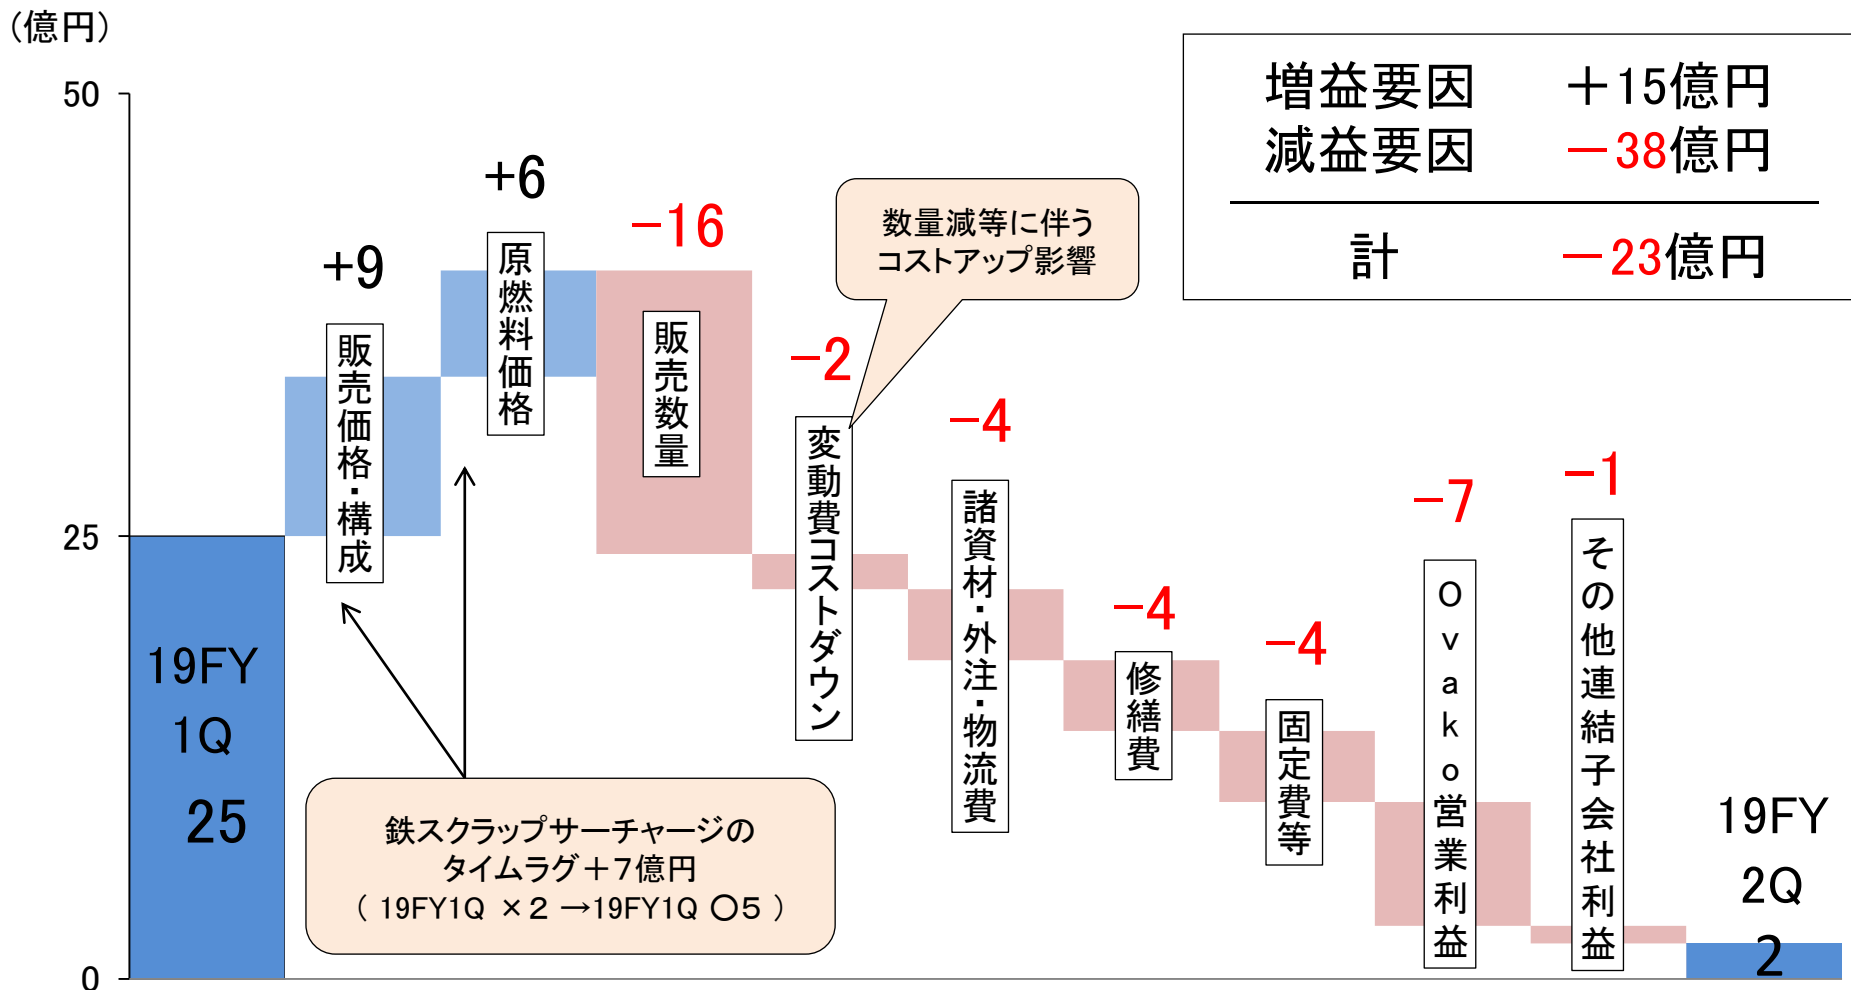 （億円）
50
25
0
増益要因 ＋15億円
減益要因 －38億円
計 －23億円
19FY
1Q
25
+9
販売価格・構成
+6
原燃料価格
－16
販売数量
－2
変動費コストダウン
数量減等に伴う
コストアップ影響
－4
諸資材・外注・物流費
－4
修繕費
－4
固定費等
－7
Ovako営業利益
－1
その他連結子会社利益
19FY
2Q
2
鉄スクラップサーチャージの
タイムラグ＋７億円
（ 19FY1Q ×２ →19FY1Q 〇５ ）